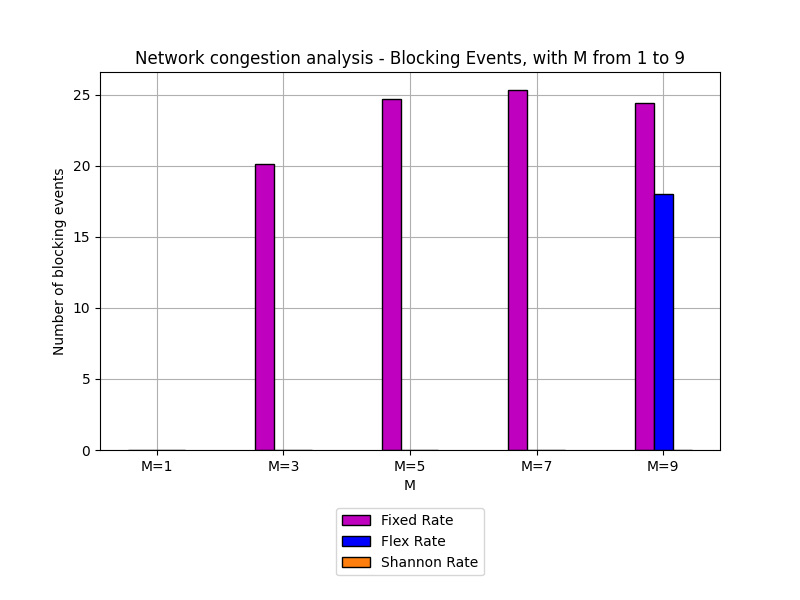 Network congestion analysis - Blocking Events, with M from 1 to 9
25
20
15
10
5
0
Number of blocking events
M=1 M=3 M=5 M=7 M=9
M
Fixed Rate
Flex Rate
Shannon Rate